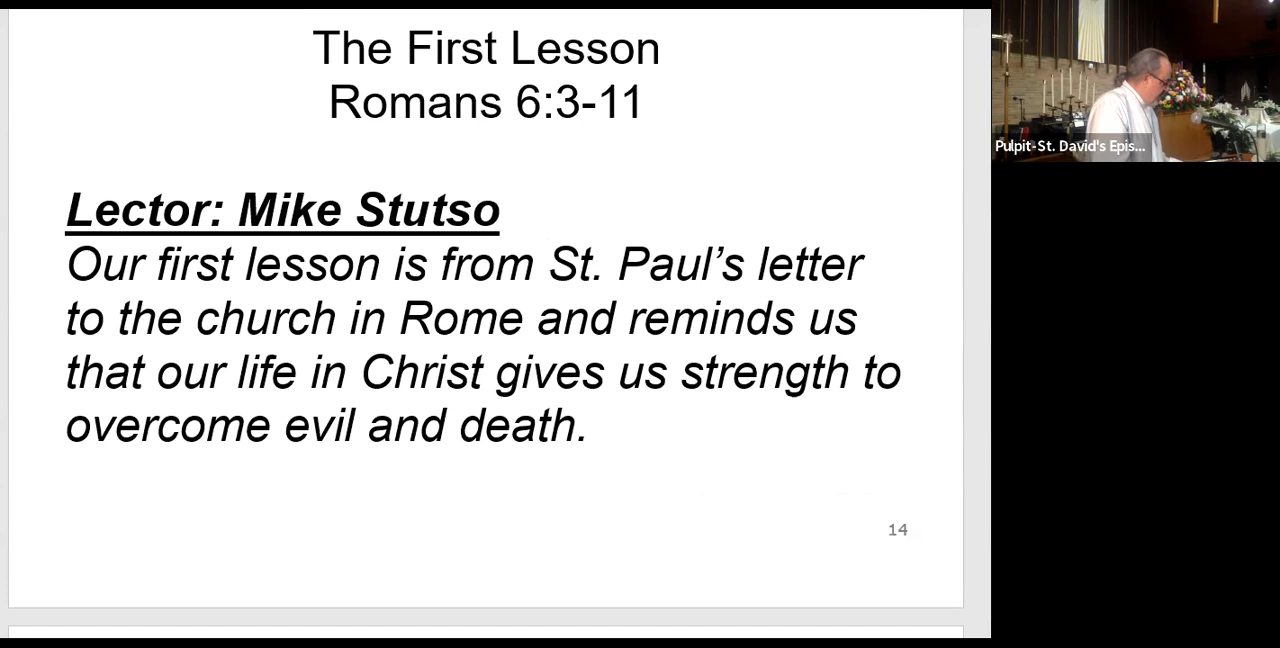 The First Lesson
Romans 6:3-11
Lector: Mike Stutso
Our first lesson is from St. Paul’s letter
to the church in Rome and reminds us
that our life in Christ gives us strength to
overcome evil and death.
14
Pulpit-St. David's Epis...